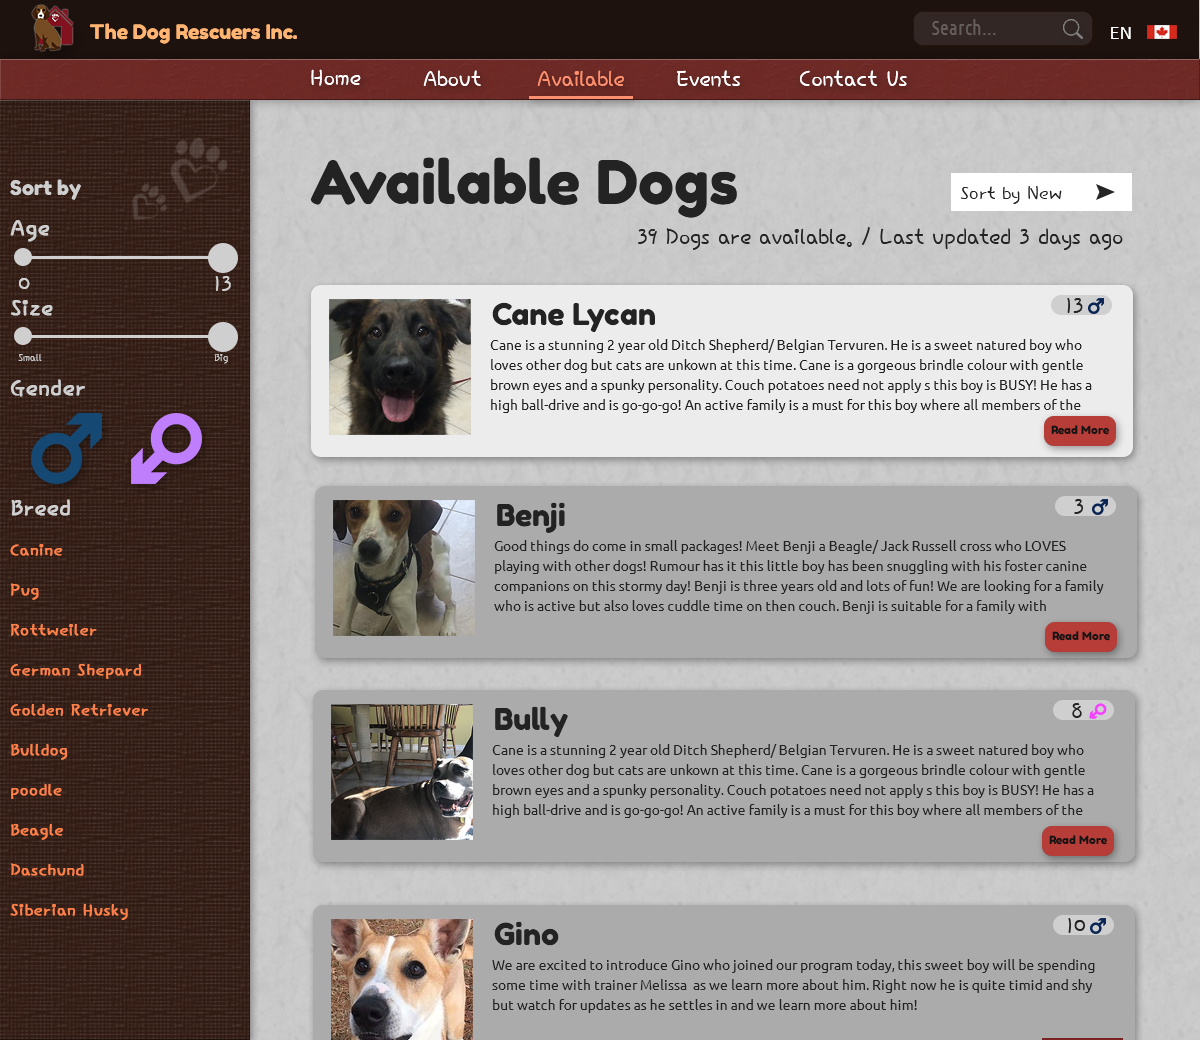 The Dog Rescuers Inc.
Search...
EN
Home About Available Events Contact Us
Sort by
Age
0 13
Size
Small Big
Gender
Breed
Canine
Pug
Rottweiler
German Shepard
Golden Retriever
Bulldog
poodle
Beagle
Daschund
Siberian Husky
Available Dogs
Sort by New
39 Dogs are available. / Last updated 3 days ago
Cane Lycan
13
Cane is a stunning 2 year old Ditch Shepherd/ Belgian Tervuren. He is a sweet natured boy who
loves other dog but cats are unkown at this time. Cane is a gorgeous brindle colour with gentle
brown eyes and a spunky personality. Couch potatoes need not apply s this boy is BUSY! He has a
high ball-drive and is go-go-go! An active family is a must for this boy where all members of the
Read More
Benji
3
Good things do come in small packages! Meet Benji a Beagle/ Jack Russell cross who LOVES
playing with other dogs! Rumour has it this little boy has been snuggling with his foster canine
companions on this stormy day! Benji is three years old and lots of fun! We are looking for a family
who is active but also loves cuddle time on then couch. Benji is suitable for a family with
Read More
Bully
8
Cane is a stunning 2 year old Ditch Shepherd/ Belgian Tervuren. He is a sweet natured boy who
loves other dog but cats are unkown at this time. Cane is a gorgeous brindle colour with gentle
brown eyes and a spunky personality. Couch potatoes need not apply s this boy is BUSY! He has a
high ball-drive and is go-go-go! An active family is a must for this boy where all members of the
Read More
Gino
10
We are excited to introduce Gino who joined our program today, this sweet boy will be spending
some time with trainer Melissa as we learn more about him. Right now he is quite timid and shy
but watch for updates as he settles in and we learn more about him!